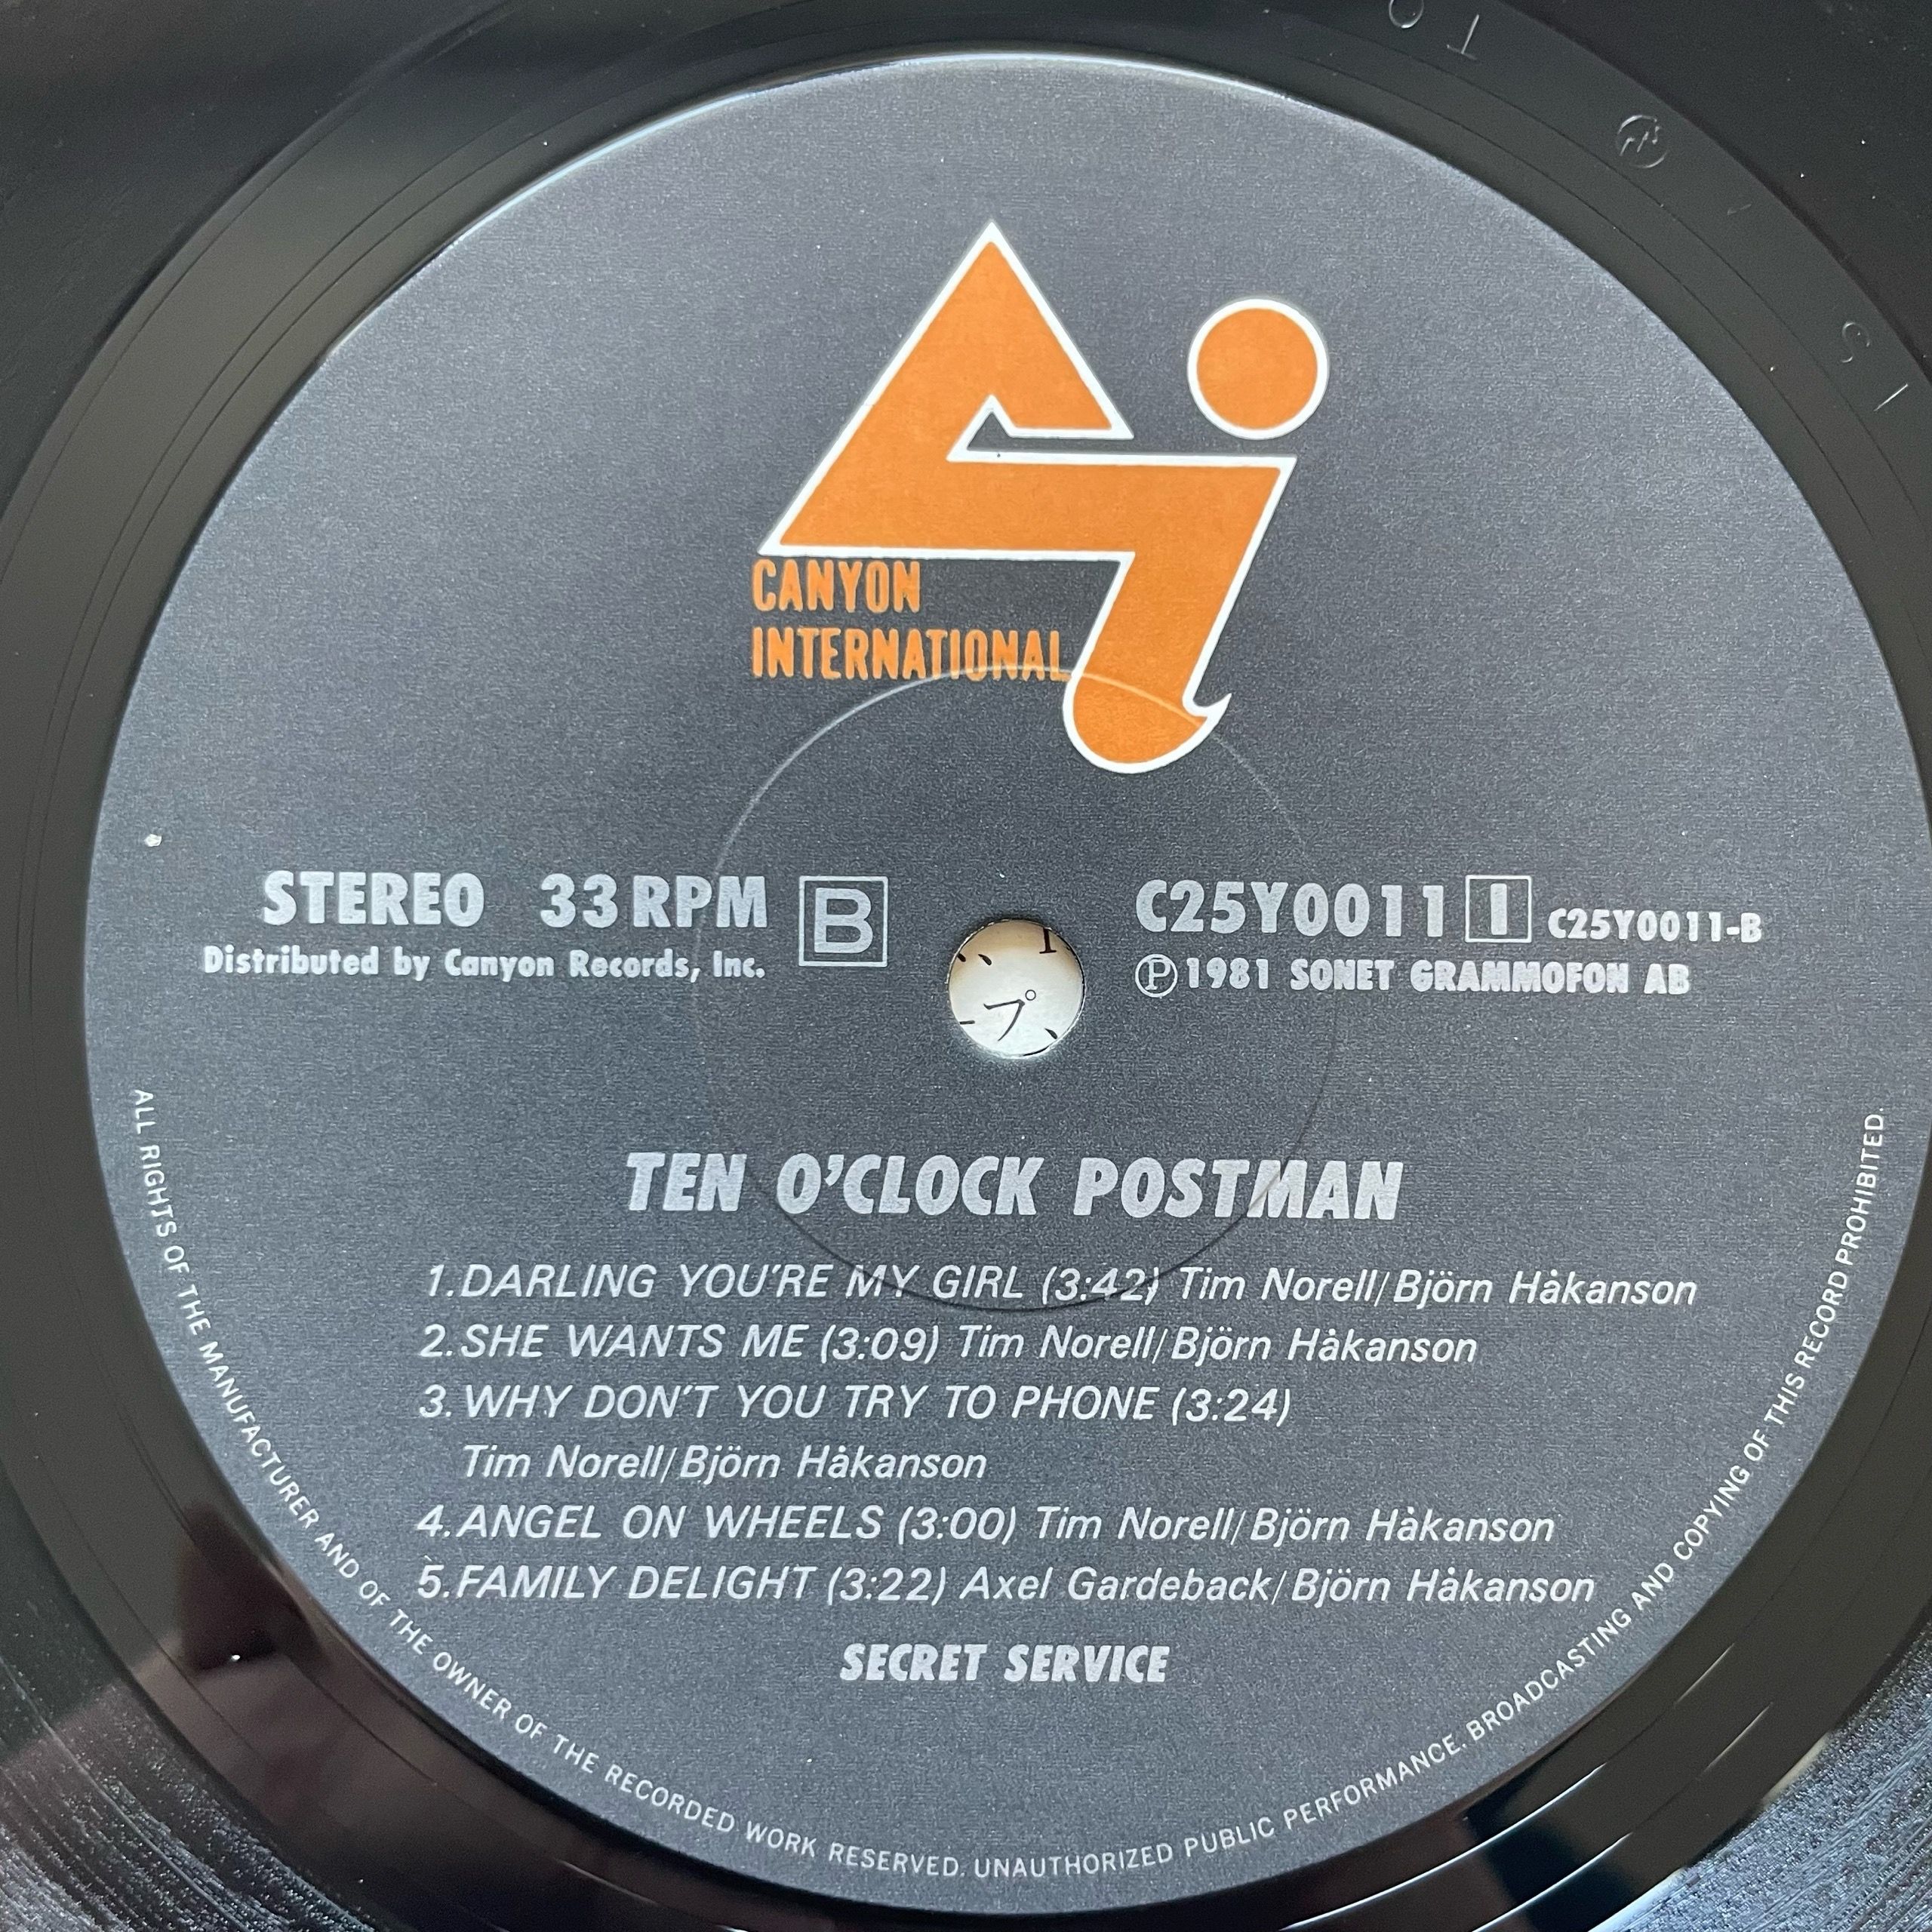 CANYON
INTERNATIONAL
STEREO 33 RPM B
Distributed by Canyon Records, Inc.
C25Y0011 I C25Y0011-B
Ⓟ1981 SONET GRAMMOFON AB
プ
TEN O'CLOCK POSTMAN
1. DARLING YOU'RE MY GIRL (3:42) Tim Norell/Björn Håkanson
2. SHE WANTS ME (3:09) Tim Norell/Björn Håkanson
3. WHY DON'T YOU TRY TO PHONE (3:24)
Tim Norell/Björn Håkanson
4. ANGEL ON WHEELS (3:00) Tim Norell/Björn Håkanson
5. FAMILY DELIGHT (3:22) Axel Gardeback/Björn Håkanson
SECRET SERVICE
ALL RIGHTS OF THE MANUFACTURER AND OF THE OWNER OF THE RECORDED WORK RESERVED. UNAUTHORIZED PUBLIC PERFORMANCE. BROADCASTING AND COPYING OF THIS RECORD PROHIBITED.